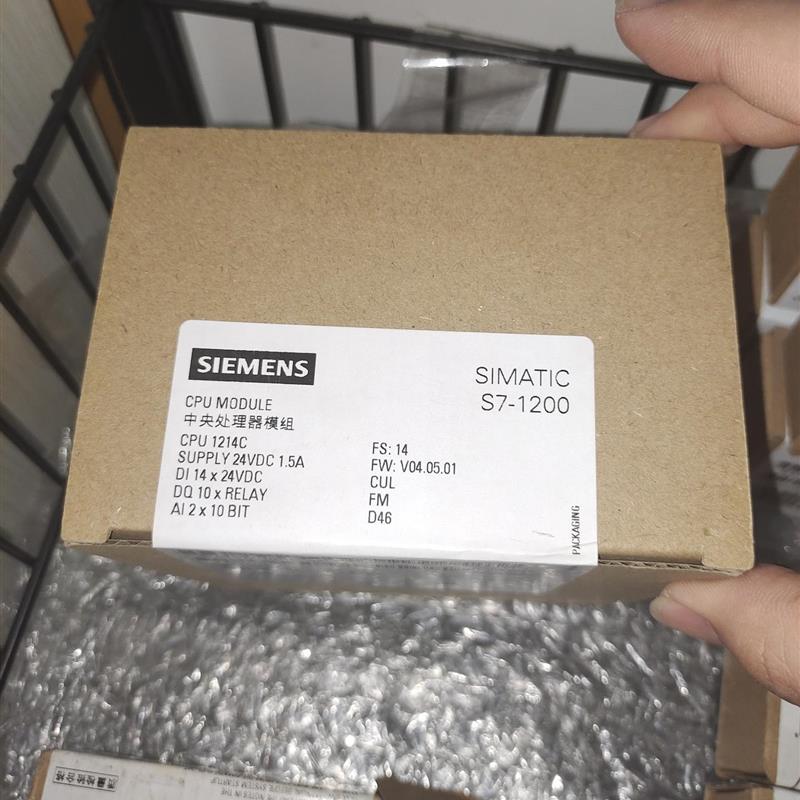 SIEMENS
SIMATIC
S7-1200
CPU MODULE
中央处理器模组
CPU 1214C
SUPPLY 24VDC 1.5A
DI 14 x 24VDC
DQ 10 x RELAY
AI 2 x 10 BIT
FS: 14
FW: V04.05.01
CUL
FM
D46
PACKAGING